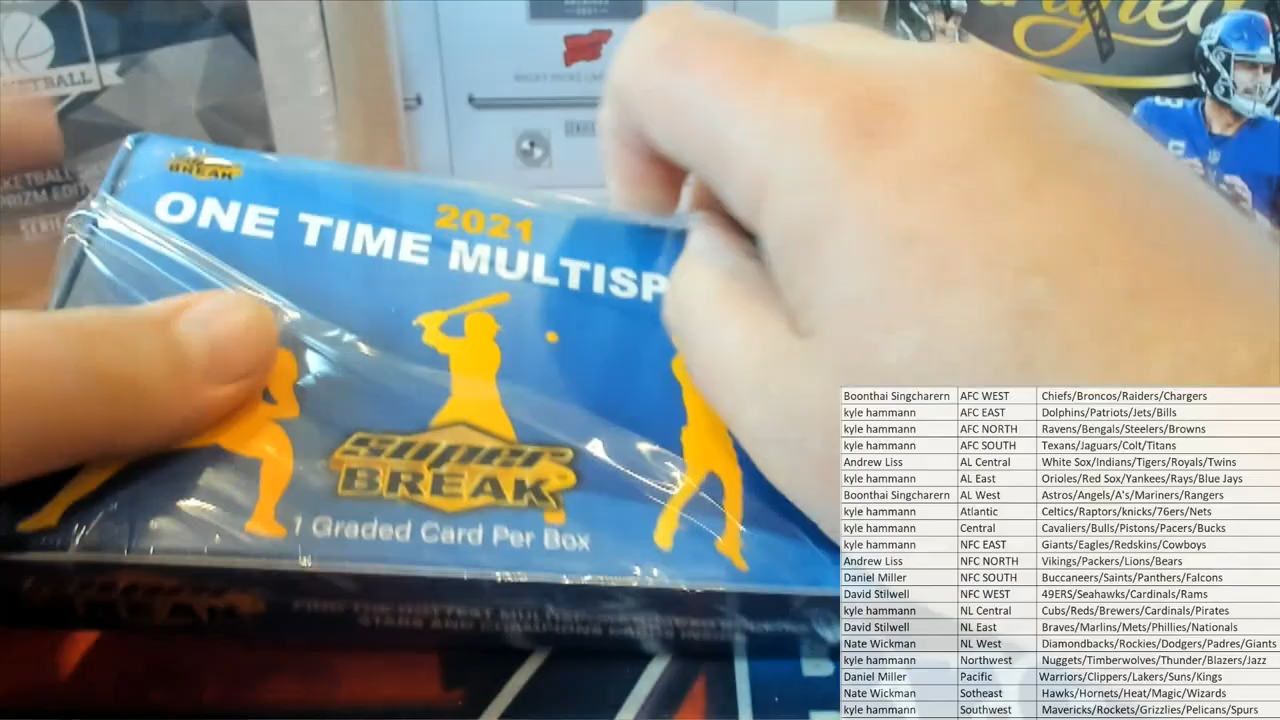 KETBALL
KETBALL
PRIZM EDIT
SERIE
BREAK
2021
ONE TIME MULTISP
super
BREAK
1 Graded Card Per Box
Boonthai Singcharern AFC WEST Chiefs/Broncos/Raiders/Chargers
kyle hammann AFC EAST Dolphins/Patriots/Jets/Bills
kyle hammann AFC NORTH Ravens/Bengals/Steelers/Browns
kyle hammann AFC SOUTH Texans/Jaguars/Colt/Titans
Andrew Liss AL Central White Sox/Indians/Tigers/Royals/Twins
kyle hammann AL East Orioles/Red Sox/Yankees/Rays/Blue Jays
Boonthai Singcharern AL West Astros/Angels/A's/Mariners/Rangers
kyle hammann Atlantic Celtics/Raptors/knicks/76ers/Nets
kyle hammann Central Cavaliers/Bulls/Pistons/Pacers/Bucks
kyle hammann NFC EAST Giants/Eagles/Redskins/Cowboys
Andrew Liss NFC NORTH Vikings/Packers/Lions/Bears
Daniel Miller NFC SOUTH Buccaneers/Saints/Panthers/Falcons
David Stilwell NFC WEST 49ERS/Seahawks/Cardinals/Rams
kyle hammann NL Central Cubs/Reds/Brewers/Cardinals/Pirates
David Stilwell NL East Braves/Marlins/Mets/Phillies/Nationals
Nate Wickman NL West Diamondbacks/Rockies/Dodgers/Padres/Giants
kyle hammann Northwest Nuggets/Timberwolves/Thunder/Blazers/Jazz
Daniel Miller Pacific Warriors/Clippers/Lakers/Suns/Kings
Nate Wickman Sotheast Hawks/Hornets/Heat/Magic/Wizards
kyle hammann Southwest Mavericks/Rockets/Grizzlies/Pelicans/Spurs